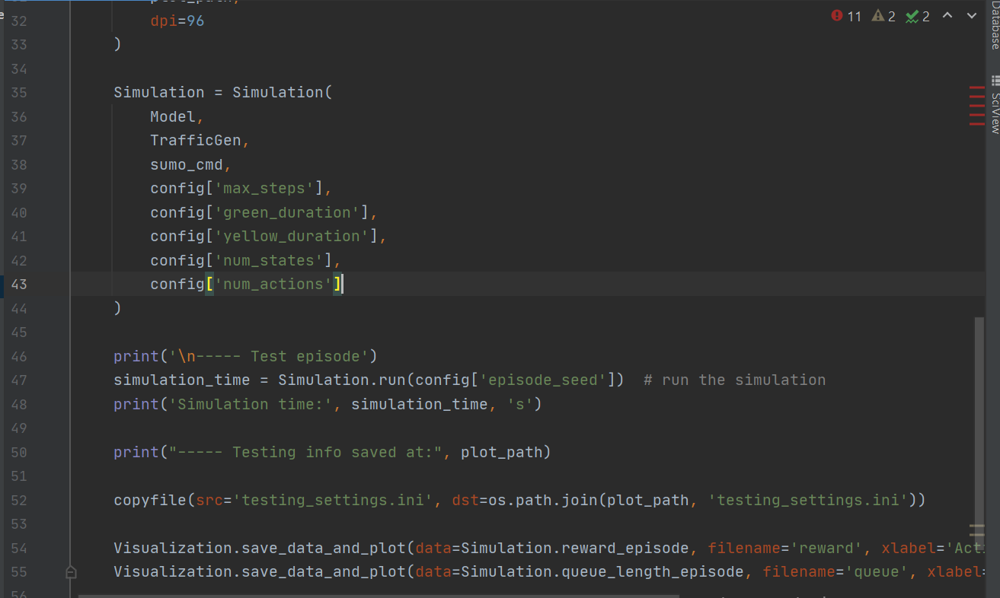 11 2 2
Database
32 dpi=96
33 )
34
SciView
35 Simulation = Simulation(
36 Model,
37 TrafficGen,
38 sumo_cmd,
39 config['max_steps'],
40 config['green_duration'],
41 config['yellow_duration'],
42 config['num_states'],
43 config['num_actions']
44 )
45
46 print('\n----- Test episode')
47 simulation_time = Simulation.run(config['episode_seed'])  # run the simulation
48 print('Simulation time:', simulation_time, 's')
49
50 print("----- Testing info saved at:", plot_path)
51
52 copyfile(src='testing_settings.ini', dst=os.path.join(plot_path, 'testing_settings.ini'))
53
54 Visualization.save_data_and_plot(data=Simulation.reward_episode, filename='reward', xlabel='Act
55 Visualization.save_data_and_plot(data=Simulation.queue_length_episode, filename='queue', xlabel=
56